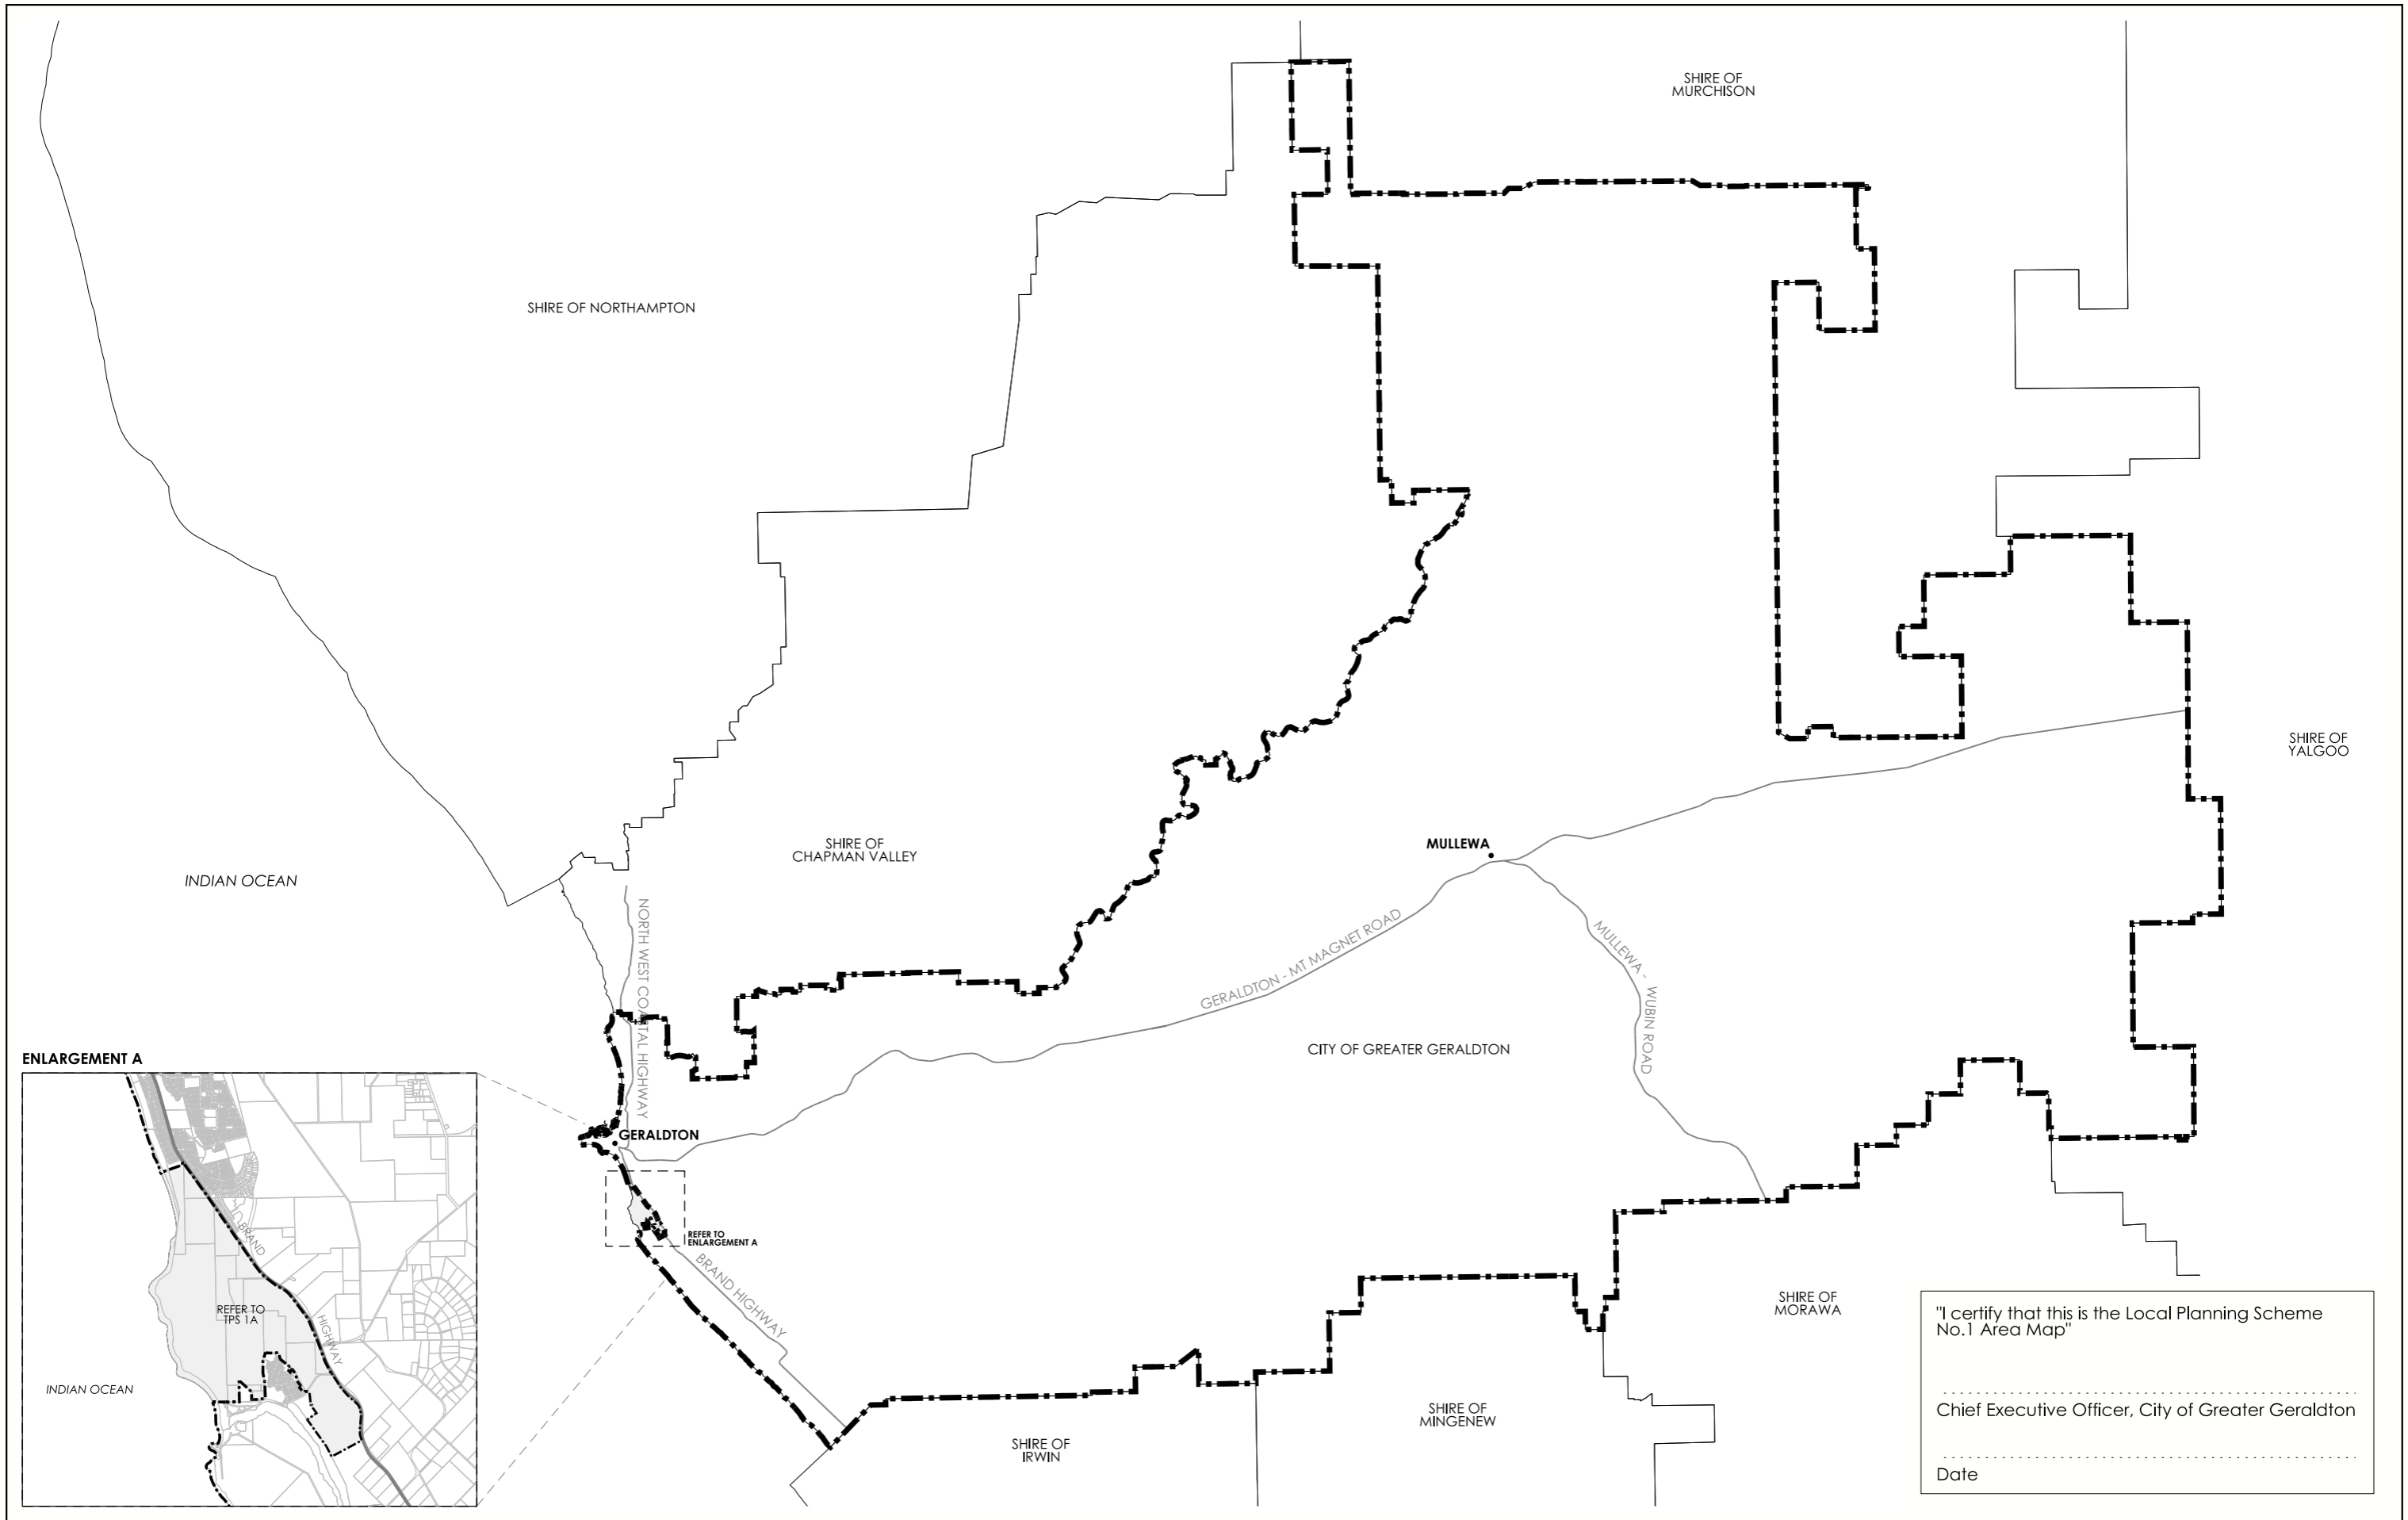 SHIRE OF
MURCHISON
SHIRE OF NORTHAMPTON
SHIRE OF
YALGOO
SHIRE OF
CHAPMAN VALLEY
MULLEWA
INDIAN OCEAN
NORTH WEST COASTAL HIGHWAY
GERALDTON - MT MAGNET ROAD
MULLEWA - WUBIN ROAD
CITY OF GREATER GERALDTON
ENLARGEMENT A
GERALDTON
REFER TO
ENLARGEMENT A
BRAND HIGHWAY
BRAND
HIGHWAY
REFER TO
TPS 1A
INDIAN OCEAN
SHIRE OF
MORAWA
SHIRE OF
MINGENEW
SHIRE OF
IRWIN
"I certify that this is the Local Planning Scheme
No.1 Area Map"
Chief Executive Officer, City of Greater Geraldton
Date